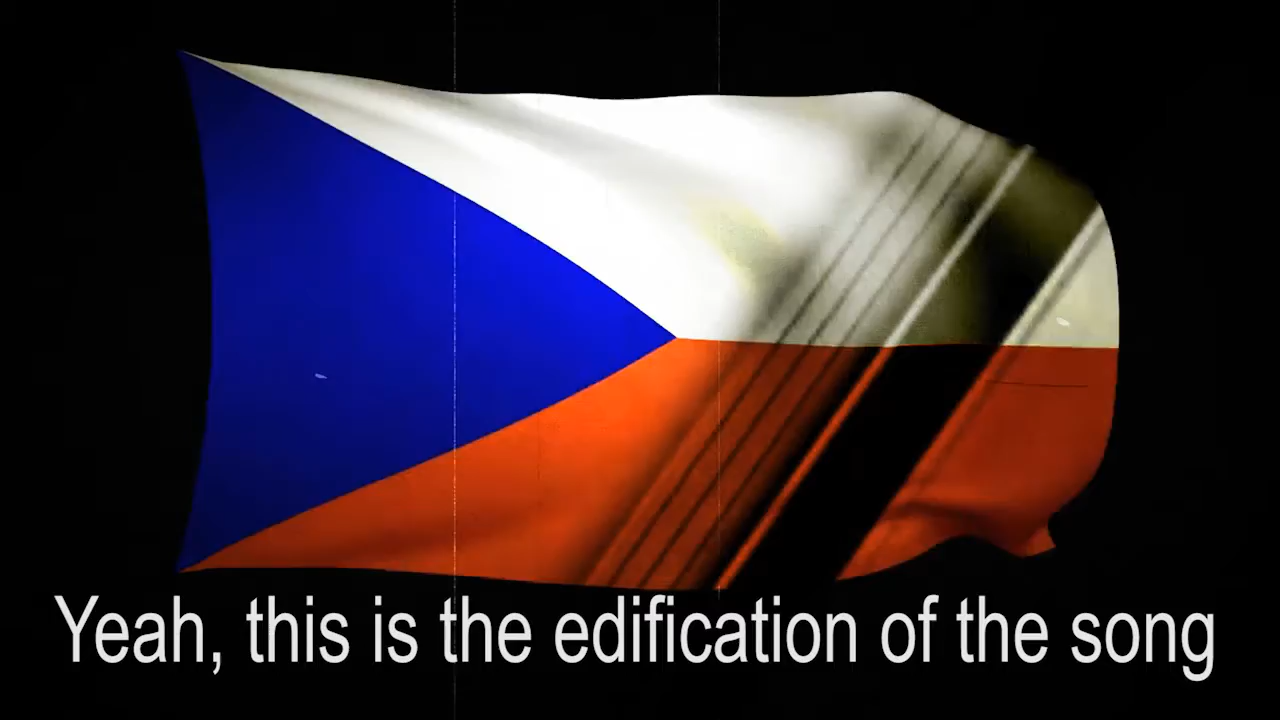 Yeah, this is the edification of the song